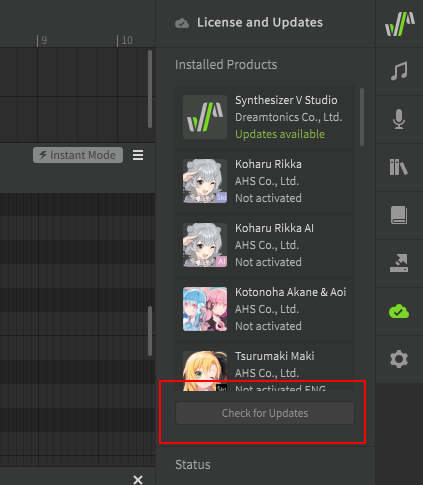 9
10
License and Updates
Installed Products
Synthesizer V Studio
Dreamtonics Co., Ltd.
Updates available
Instant Mode
Koharu Rikka
AHS Co., Ltd.
Not activated
Koharu Rikka AI
AHS Co., Ltd.
Not activated
AI
Kotonoha Akane & Aoi
AHS Co., Ltd.
Not activated
Tsurumaki Maki
AHS Co., Ltd.
Not activated ENG
Check for Updates
Status